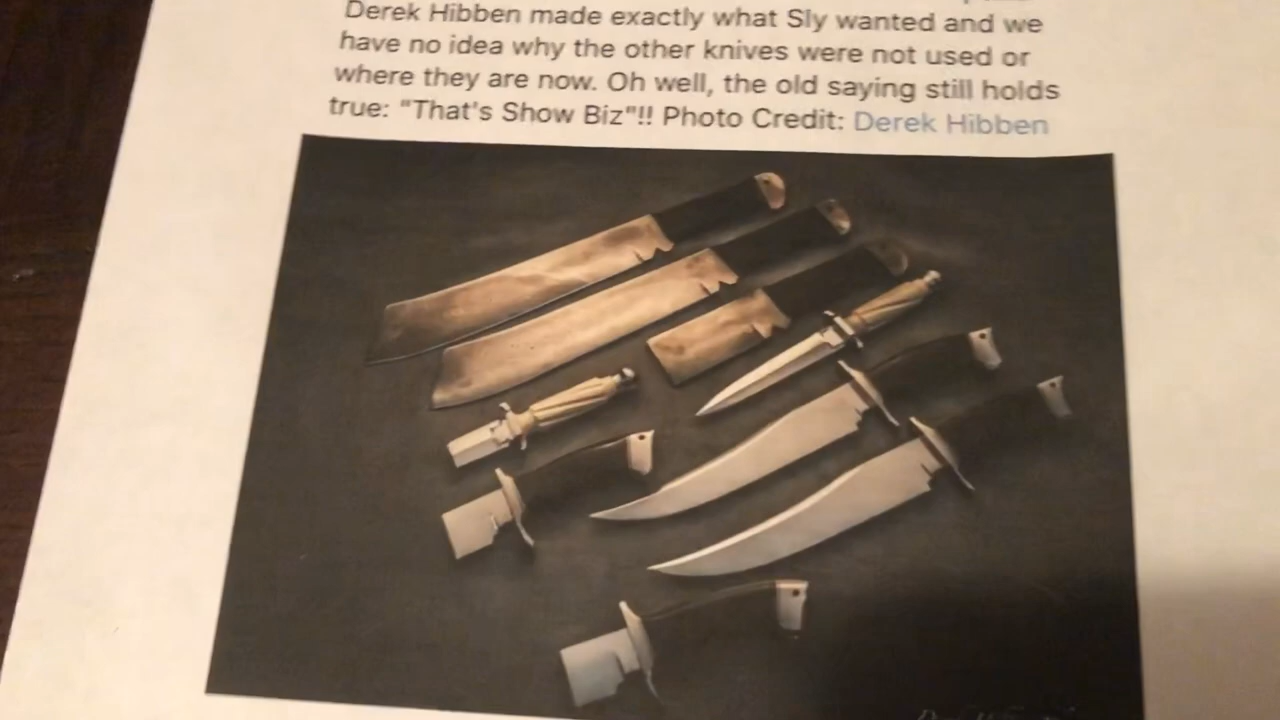 Derek Hibben made exactly what Sly wanted and we
have no idea why the other knives were not used or
where they are now. Oh well, the old saying still holds
true: "That's Show Biz"!! Photo Credit: Derek Hibben